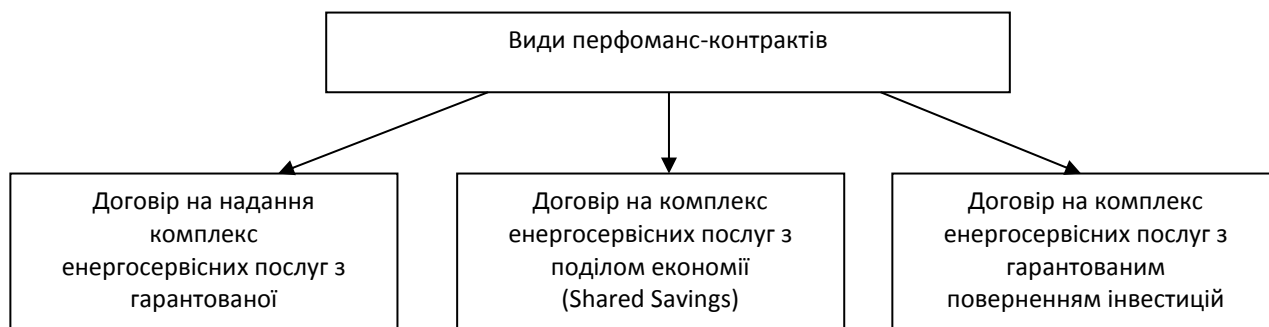 Види перфоманс-контрактів
Договір на надання
комплекс
енергосервісних послуг з
гарантованої
Договір на комплекс
енергосервісних послуг з
поділом економії
(Shared Savings)
Договір на комплекс
енергосервісних послуг з
гарантованим
поверненням інвестицій